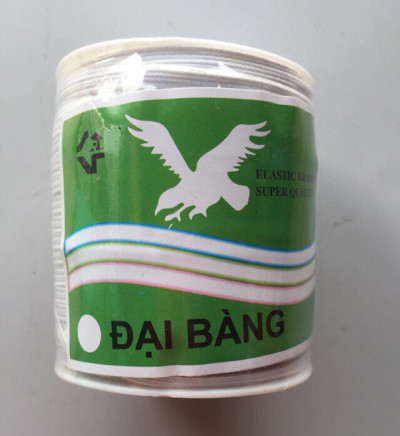 ELASTIC
SUPER
ĐẠI BÀNG